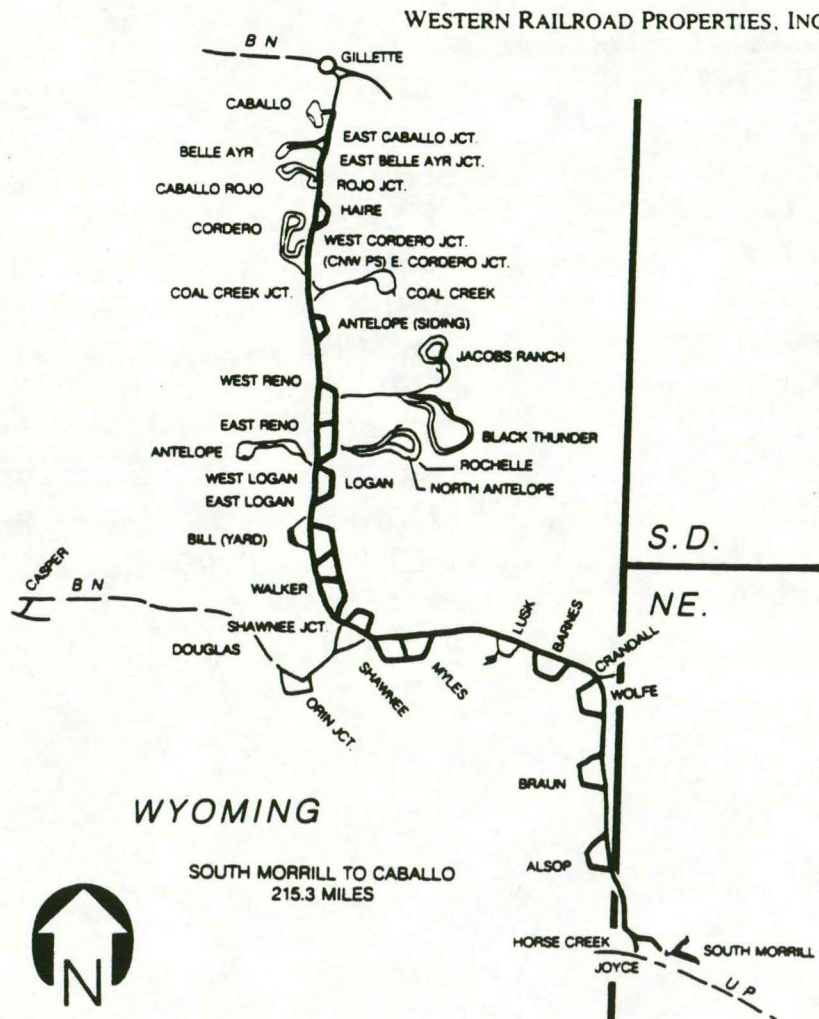 WESTERN RAILROAD PROPERTIES, INC
B N
GILLETTE
CABALLO
EAST CABALLO JCT.
BELLE AYR
EAST BELLE AYR JCT.
CABALLO ROJO
ROJO JCT.
HAIRE
CORDERO
WEST CORDERO JCT.
(CNW PS) E. CORDERO JCT.
COAL CREEK JCT.
COAL CREEK
ANTELOPE (SIDING)
JACOBS RANCH
WEST RENO
EAST RENO
BLACK THUNDER
ANTELOPE
ROCHELLE
WEST LOGAN
LOGAN
NORTH ANTELOPE
EAST LOGAN
BILL (YARD)
S.D.
CASPER
B N
WALKER
NE.
SHAWNEE JCT.
LUSK
BARNES
CRANDALL
DOUGLAS
SHAWNEE
MYLES
WOLFE
ORIN JCT.
BRAUN
WYOMING
SOUTH MORRILL TO CABALLO
215.3 MILES
ALSOP
N
HORSE CREEK
SOUTH MORRILL
JOYCE
U P